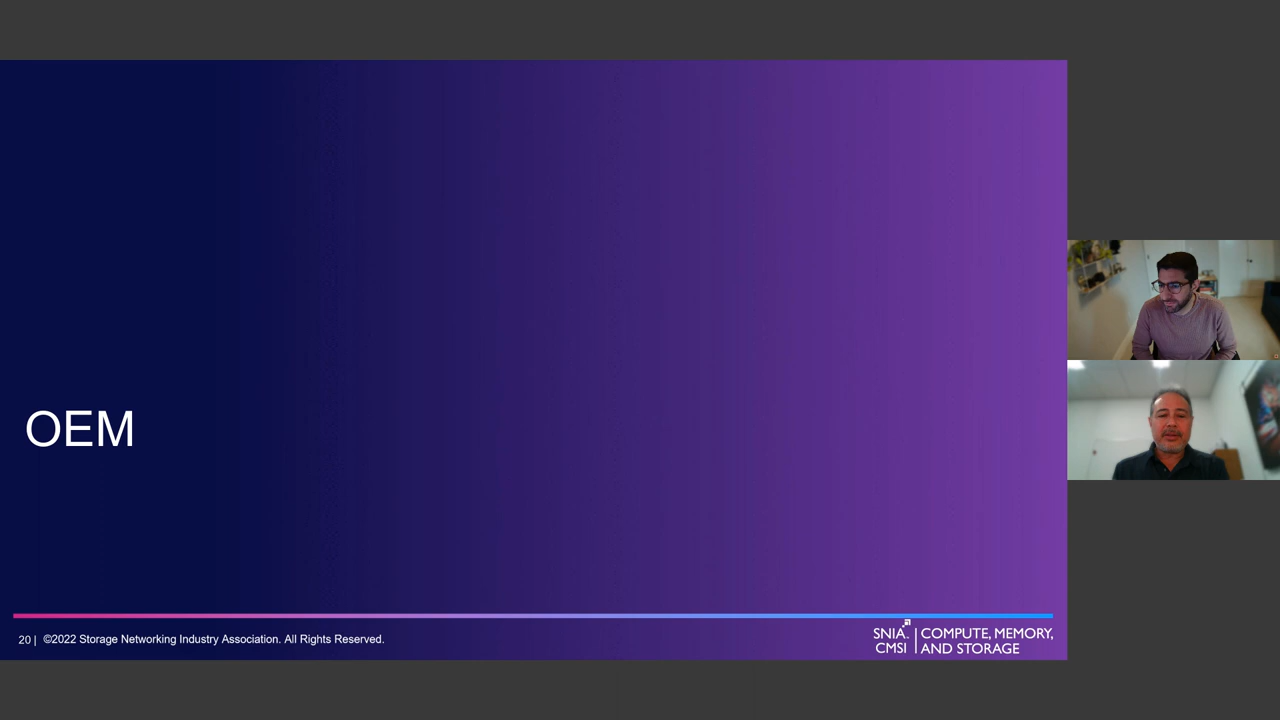 OEM
20 | ©2022 Storage Networking Industry Association. All Rights Reserved.
SNIA. | COMPUTE, MEMORY,
CMSI | AND STORAGE